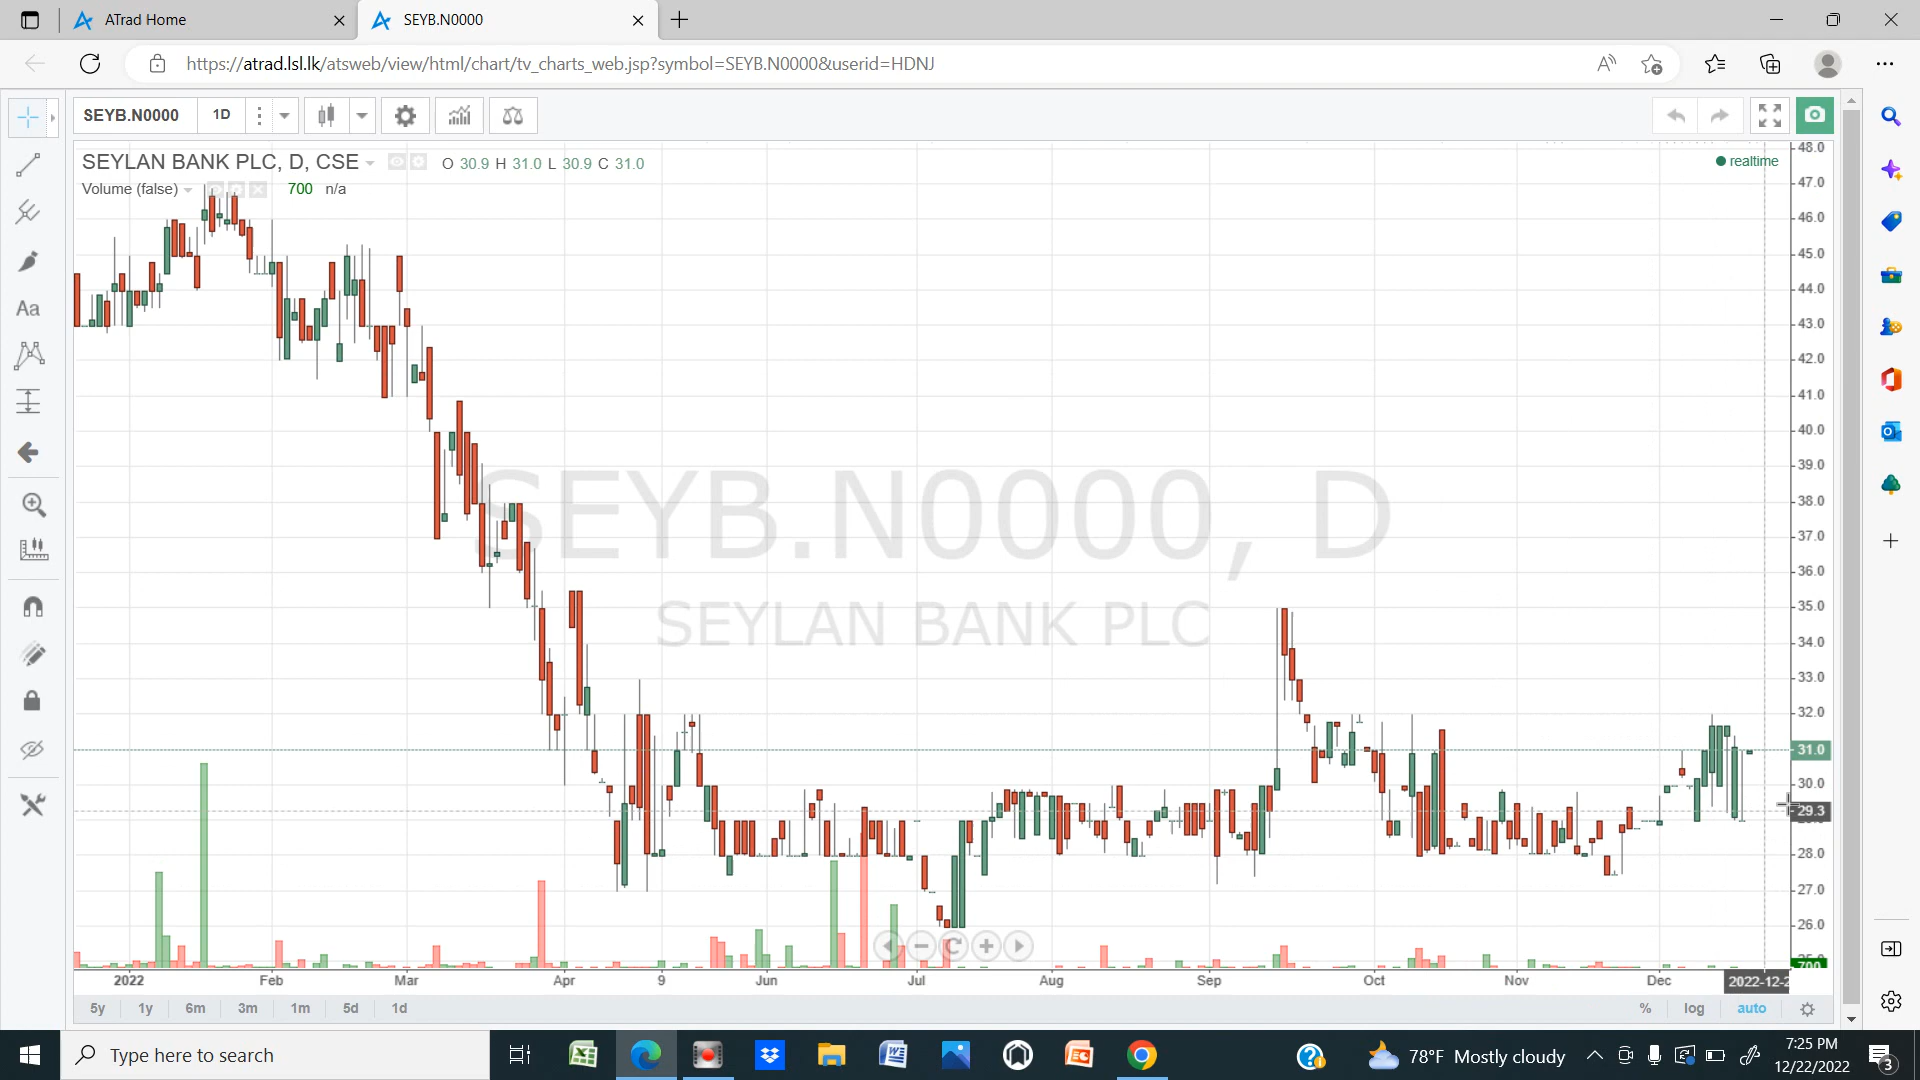 ATrad Home
SEYB.N0000
https://atrad.lsl.lk/atsweb/view/html/chart/tv_charts_web.jsp?symbol=SEYB.N0000&userid=HDNJ
SEYB.N0000 1D
SEYLAN BANK PLC, D, CSE O 30.9 H 31.0 L 30.9 C 31.0
realtime
Volume (false) 700 n/a
Aa
SEYB.N0000, D
SEYLAN BANK PLC
48.0
47.0
46.0
45.0
44.0
43.0
42.0
41.0
40.0
39.0
38.0
37.0
36.0
35.0
34.0
33.0
32.0
31.0
30.0
29.3
28.0
27.0
26.0
700
2022 Feb Mar Apr 9 Jun Jul Aug Sep Oct Nov Dec 2022-12-2
5y 1y 6m 3m 1m 5d 1d % log auto
Type here to search
78°F Mostly cloudy
7:25 PM
12/22/2022
3